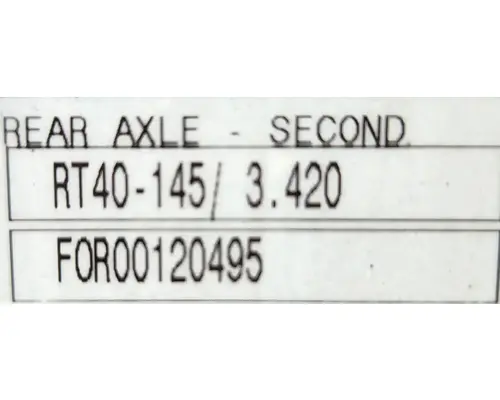 REAR AXLE - SECOND.
RT40-145/ 3.420
FOR00120495